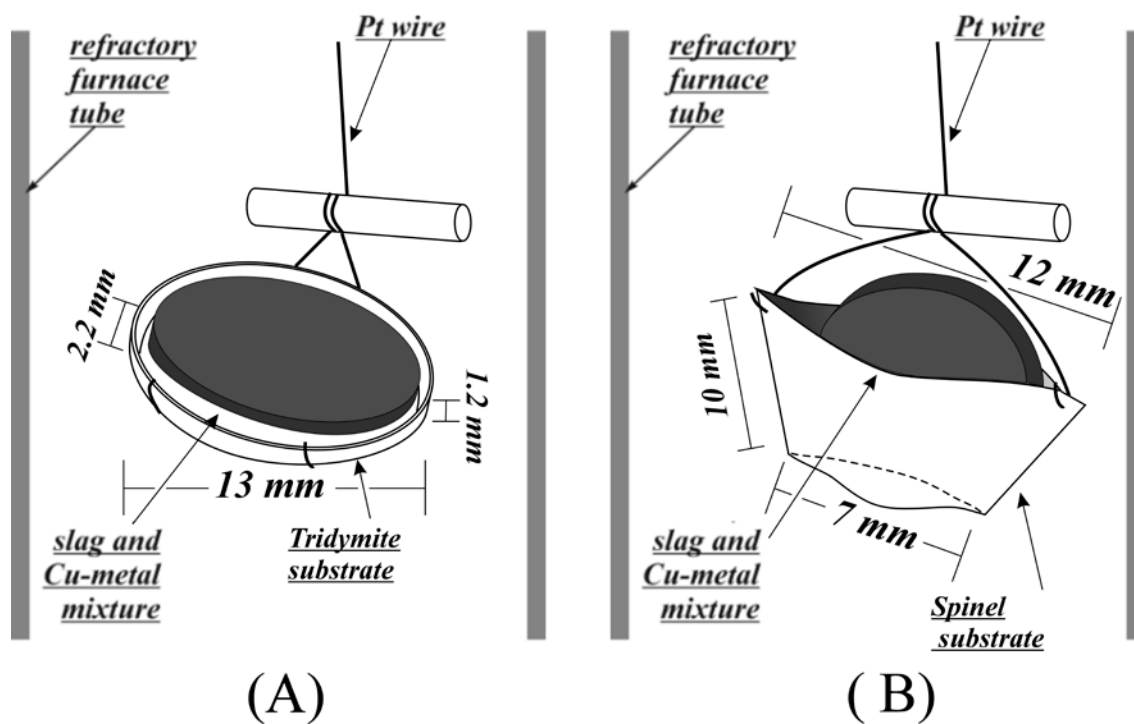 refractory
furnace
tube
Pt wire
2.2 mm
1.2 mm
13 mm
slag and
Cu-metal
mixture
Tridymite
substrate
(A)
refractory
furnace
tube
Pt wire
12 mm
10 mm
7 mm
slag and
Cu-metal
mixture
Spinel
substrate
( B)